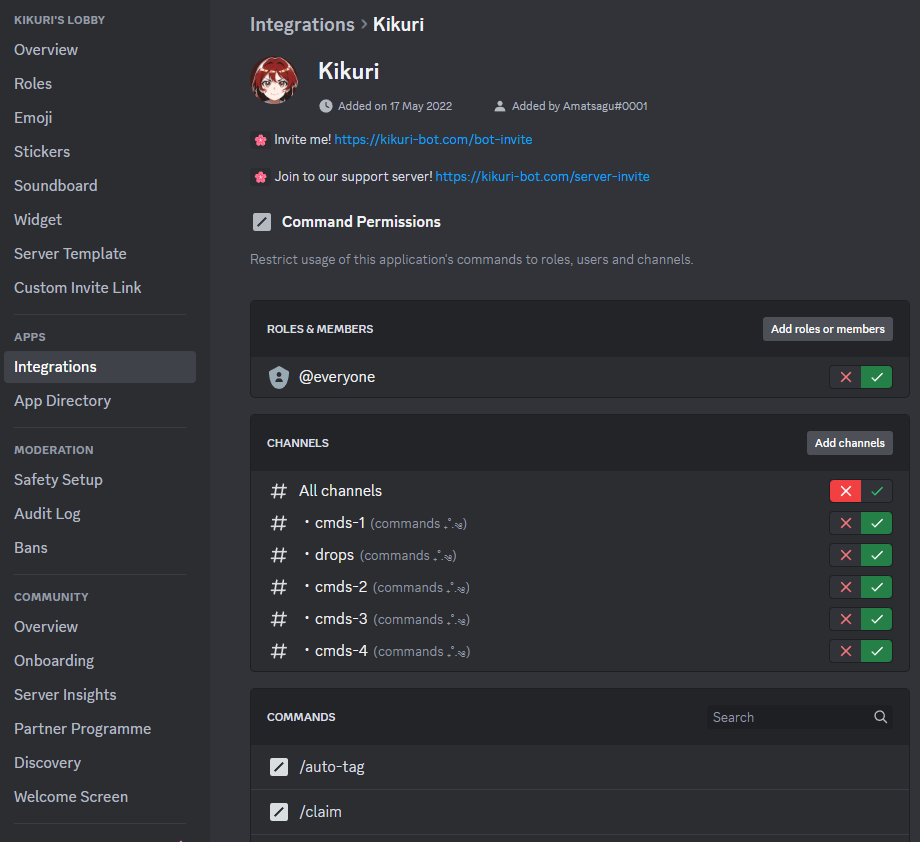 KIKURI'S LOBBY
Overview
Roles
Emoji
Stickers
Soundboard
Widget
Server Template
Custom Invite Link
APPS
Integrations
App Directory
MODERATION
Safety Setup
Audit Log
Bans
COMMUNITY
Overview
Onboarding
Server Insights
Partner Programme
Discovery
Welcome Screen
Integrations › Kikuri
Kikuri
Added on 17 May 2022 Added by Amatsagu#0001
🌸 Invite me! https://kikuri-bot.com/bot-invite
🌸 Join to our support server! https://kikuri-bot.com/server-invite
Command Permissions
Restrict usage of this application's commands to roles, users and channels.
ROLES & MEMBERS Add roles or members
@everyone
CHANNELS Add channels
# All channels
# ・cmds-1 (commands ₊˚.༄)
# ・drops (commands ₊˚.༄)
# ・cmds-2 (commands ₊˚.༄)
# ・cmds-3 (commands ₊˚.༄)
# ・cmds-4 (commands ₊˚.༄)
COMMANDS Search
/auto-tag
/claim